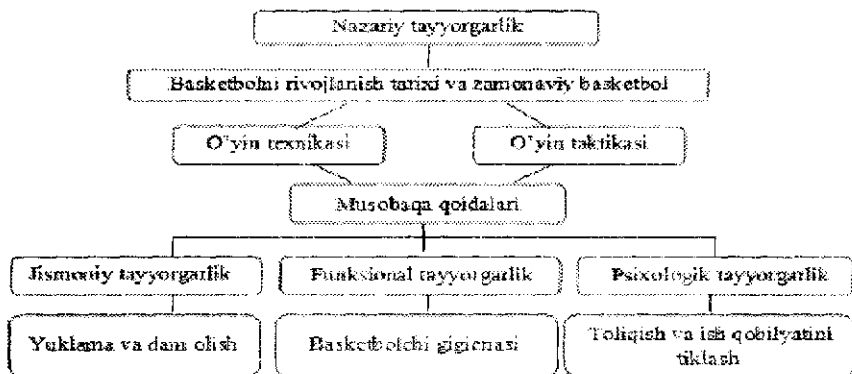 Nazariy tayyorgarlik
Basketbolni rivojlanish tarixi va zamonaviy basketbol
O'yin texnikasi
O'yin taktikasi
Musobaqa qoidalari
Jismoniy tayyorgarlik
Funksional tayyorgarlik
Psixologik tayyorgarlik
Yuklama va dam olish
Basketbolchi gigienasi
Toliqish va ish qobilyatini
tiklash